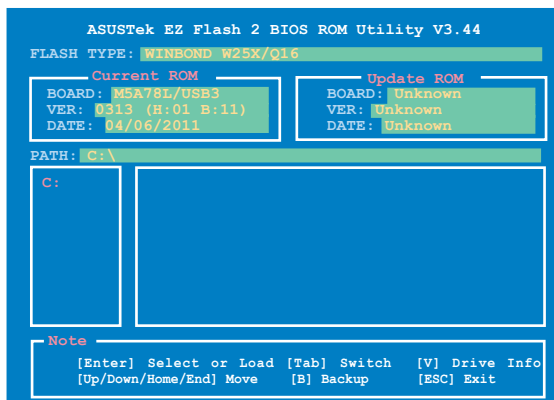 ASUSTek EZ Flash 2 BIOS ROM Utility V3.44
FLASH TYPE: WINBOND W25X/Q16
Current ROM
BOARD: M5A78L/USB3
VER: 0313 (H:01 B:11)
DATE: 04/06/2011
Update ROM
BOARD: Unknown
VER: Unknown
DATE: Unknown
PATH: C:\
C:
Note
[Enter] Select or Load [Tab] Switch [V] Drive Info
[Up/Down/Home/End] Move [B] Backup [ESC] Exit